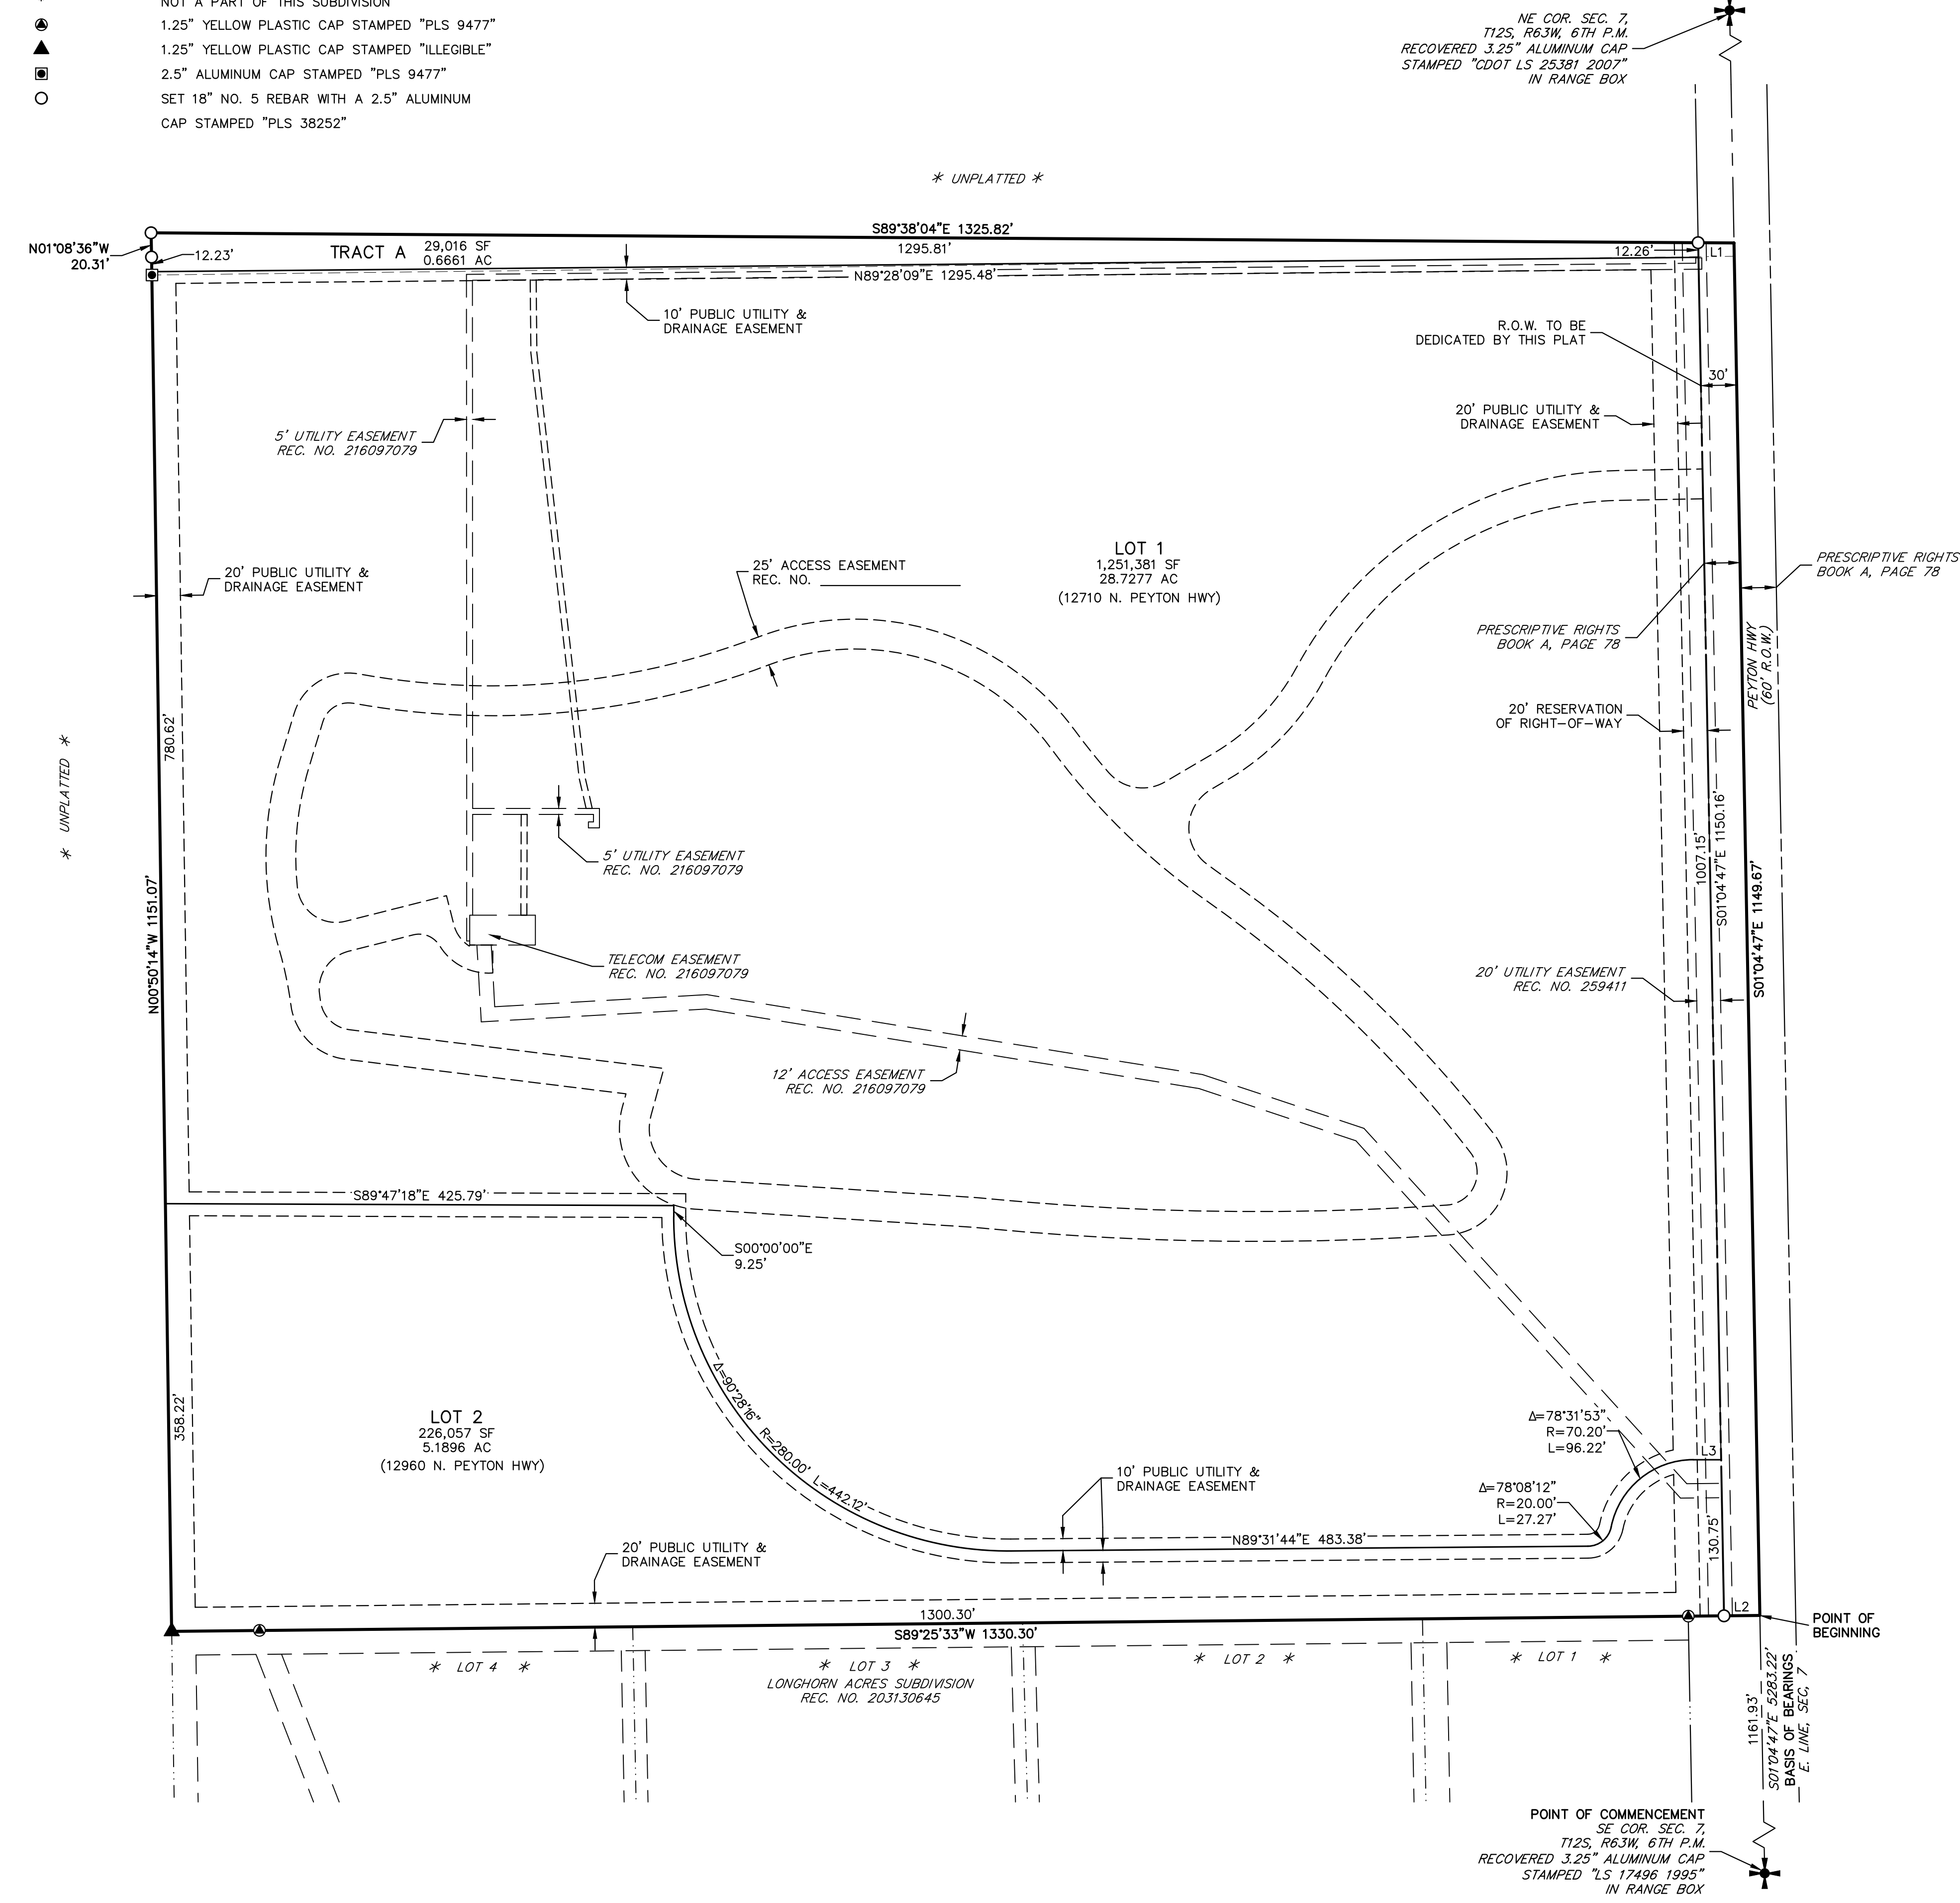 NOT A PART OF THIS SUBDIVISION
1.25" YELLOW PLASTIC CAP STAMPED "PLS 9477"
1.25" YELLOW PLASTIC CAP STAMPED "ILLEGIBLE"
2.5" ALUMINUM CAP STAMPED "PLS 9477"
SET 18" NO. 5 REBAR WITH A 2.5" ALUMINUM
CAP STAMPED "PLS 38252"
NE COR. SEC. 7,
T12S, R63W, 6TH P.M.
RECOVERED 3.25" ALUMINUM CAP
STAMPED "CDOT LS 25381 2007"
IN RANGE BOX
* UNPLATTED *
S89°38'04"E 1325.82'
N01°08'36"W
20.31'
12.23'
TRACT A
29,016 SF
0.6661 AC
1295.81'
12.26'
L1
N89°28'09"E 1295.48'
10' PUBLIC UTILITY &
DRAINAGE EASEMENT
R.O.W. TO BE
DEDICATED BY THIS PLAT
30'
20' PUBLIC UTILITY &
DRAINAGE EASEMENT
5' UTILITY EASEMENT
REC. NO. 216097079
LOT 1
1,251,381 SF
28.7277 AC
(12710 N. PEYTON HWY)
25' ACCESS EASEMENT
REC. NO.
20' PUBLIC UTILITY &
DRAINAGE EASEMENT
PRESCRIPTIVE RIGHTS
BOOK A, PAGE 78
PRESCRIPTIVE RIGHTS
BOOK A, PAGE 78
PEYTON HWY
(60' R.O.W.)
20' RESERVATION
OF RIGHT-OF-WAY
780.62'
* UNPLATTED *
5' UTILITY EASEMENT
REC. NO. 216097079
1007.15'
S01°04'47"E 1150.16'
S01°04'47"E 1149.67'
N00°50'14"W 1151.07'
TELECOM EASEMENT
REC. NO. 216097079
20' UTILITY EASEMENT
REC. NO. 259411
12' ACCESS EASEMENT
REC. NO. 216097079
S89°47'18"E 425.79'
S00°00'00"E
9.25'
358.22'
LOT 2
226,057 SF
5.1896 AC
(12960 N. PEYTON HWY)
Δ=90°28'16" R=280.00' L=442.12'
Δ=78°31'53"
R=70.20'
L=96.22'
L3
Δ=78°08'12"
R=20.00'
L=27.27'
10' PUBLIC UTILITY &
DRAINAGE EASEMENT
N89°31'44"E 483.38'
130.75'
20' PUBLIC UTILITY &
DRAINAGE EASEMENT
1300.30'
S89°25'33"W 1330.30'
L2
POINT OF
BEGINNING
* LOT 4 *
* LOT 3 *
LONGHORN ACRES SUBDIVISION
REC. NO. 203130645
* LOT 2 *
* LOT 1 *
1161.93'
S01°04'47"E 5283.22'
BASIS OF BEARINGS
E. LINE, SEC, 7
POINT OF COMMENCEMENT
SE COR. SEC. 7,
T12S, R63W, 6TH P.M.
RECOVERED 3.25" ALUMINUM CAP
STAMPED "LS 17496 1995"
IN RANGE BOX